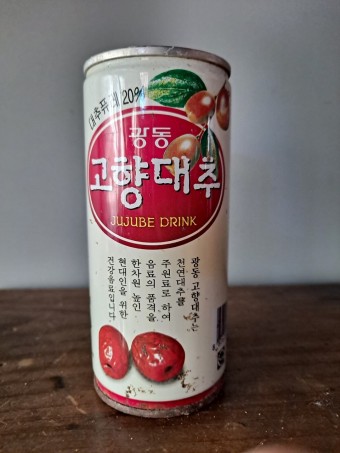 대추퓨레 20%
광동
고향대추
JUJUBE DRINK
광동 고향대추는
천연대추를
주원료로 하여
음료의 품격을
한차원 높인
현대인을 위한
건강음료입니다